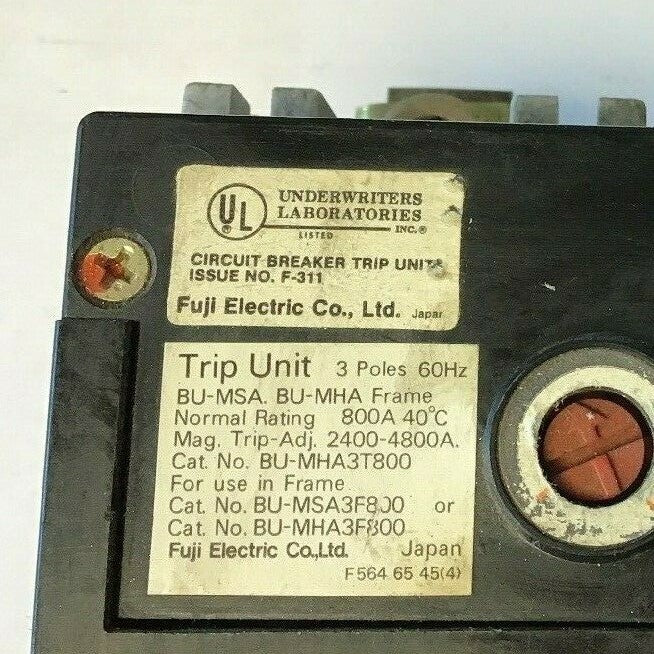 UL
®
UNDERWRITERS
LABORATORIES
INC.®
LISTED
CIRCUIT BREAKER TRIP UNITS
ISSUE NO. F-311
Fuji Electric Co., Ltd. Japan
Trip Unit 3 Poles 60Hz
BU-MSA. BU-MHA Frame
Normal Rating 800A 40°C
Mag. Trip-Adj. 2400-4800A.
Cat. No. BU-MHA3T800
For use in Frame
Cat. No. BU-MSA3F800 or
Cat. No. BU-MHA3F800
Fuji Electric Co.,Ltd. Japan
F564 65 45(4)